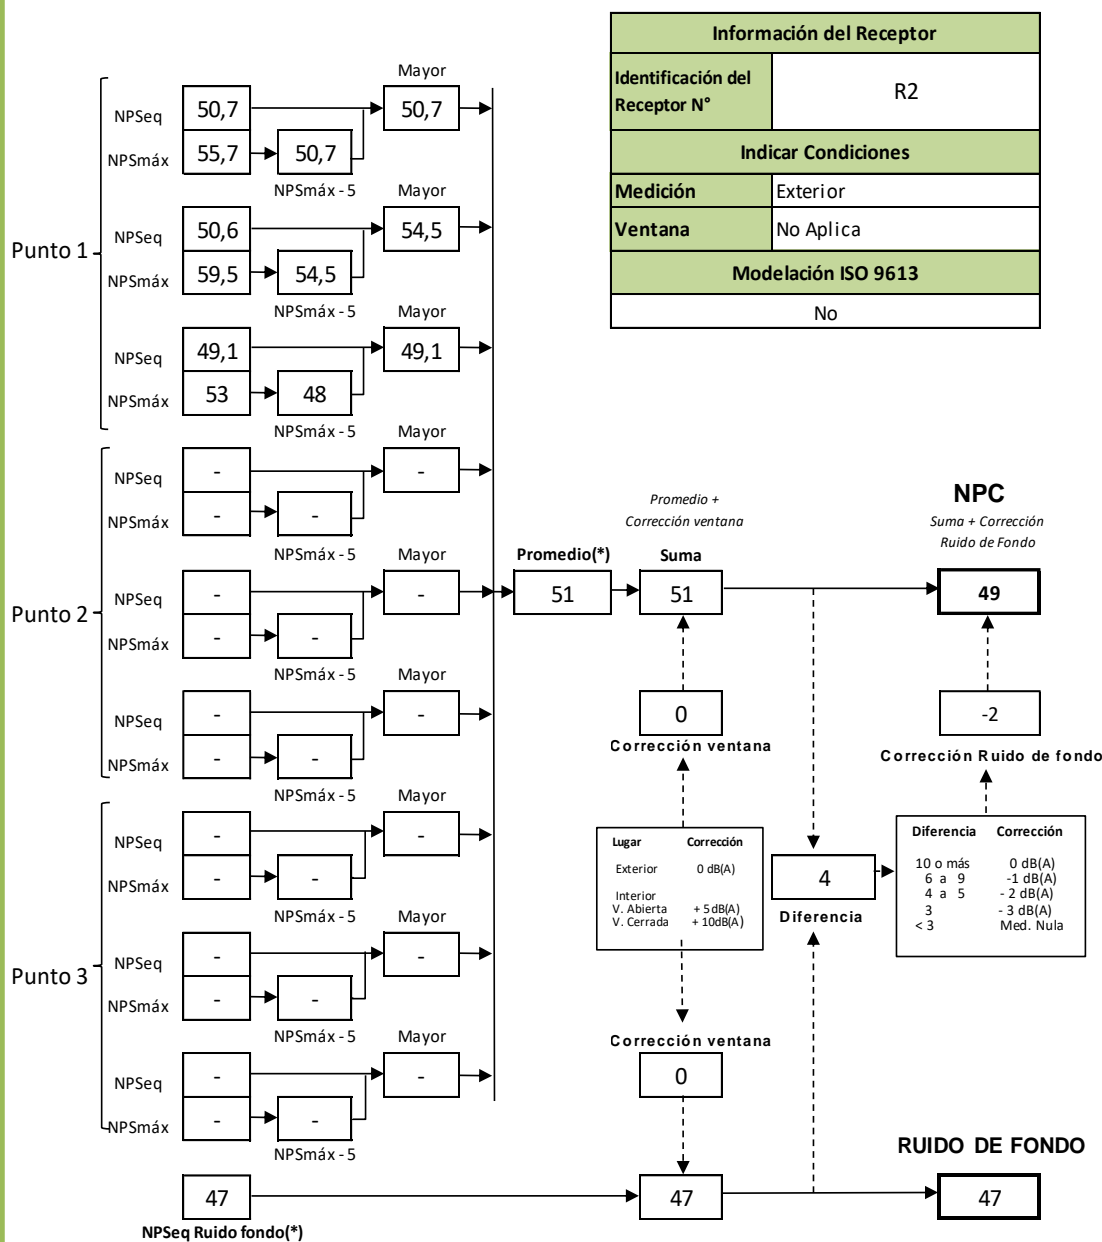 Información del Receptor
Identificación del Receptor N°
R2
Indicar Condiciones
Medición Exterior
Ventana No Aplica
Modelación ISO 9613
No
Punto 1
Mayor
NPSeq 50,7 50,7
NPSmáx 55,7 50,7
NPSmáx - 5
Mayor
NPSeq 50,6 54,5
NPSmáx 59,5 54,5
NPSmáx - 5
Mayor
NPSeq 49,1 49,1
NPSmáx 53 48
NPSmáx - 5
Punto 2
Mayor
NPSeq - -
NPSmáx - -
NPSmáx - 5
Mayor
NPSeq - -
NPSmáx - -
NPSmáx - 5
Mayor
NPSeq - -
NPSmáx - -
NPSmáx - 5
Punto 3
Mayor
NPSeq - -
NPSmáx - -
NPSmáx - 5
Mayor
NPSeq - -
NPSmáx - -
NPSmáx - 5
Mayor
NPSeq - -
NPSmáx - -
NPSmáx - 5
47
NPSeq Ruido fondo(*)
Promedio(*)
51
Promedio +
Corrección ventana
Suma
51
0
Corrección ventana
Lugar Corrección
Exterior 0 dB(A)
Interior
V. Abierta + 5dB(A)
V. Cerrada + 10dB(A)
Corrección ventana
0
47
4
Diferencia
NPC
Suma + Corrección
Ruido de Fondo
49
-2
Corrección Ruido de fondo
Diferencia Corrección
10 o más 0 dB(A)
6 a 9 -1 dB(A)
4 a 5 - 2 dB(A)
3 - 3 dB(A)
< 3 Med. Nula
RUIDO DE FONDO
47